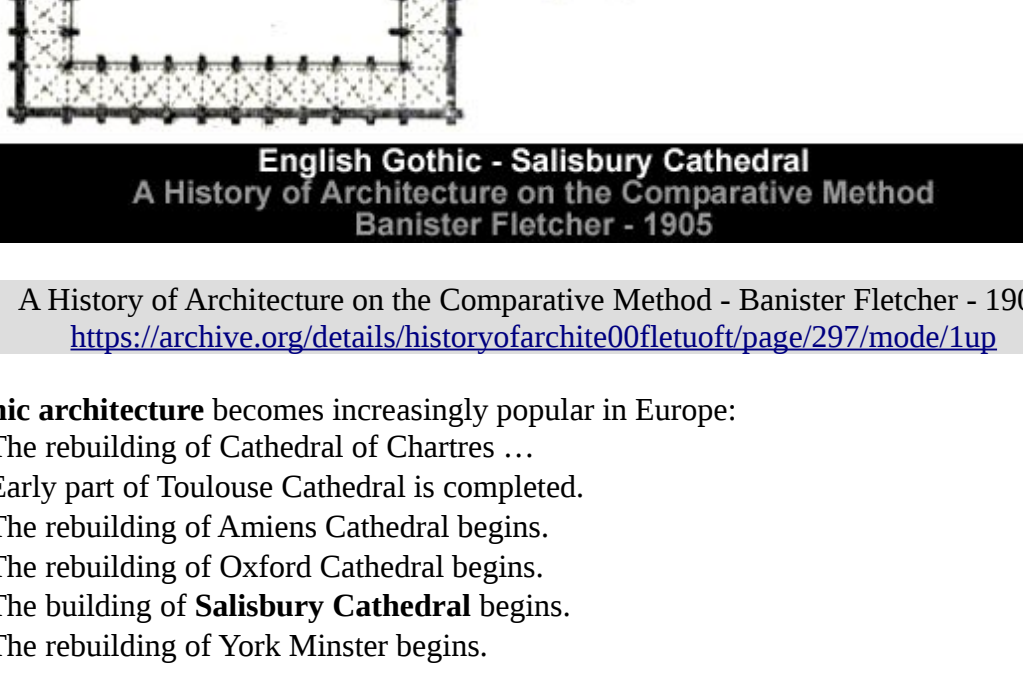 English Gothic - Salisbury Cathedral
A History of Architecture on the Comparative Method
Banister Fletcher - 1905
A History of Architecture on the Comparative Method - Banister Fletcher - 190
https://archive.org/details/historyofarchite00fletuoft/page/297/mode/1up
architecture becomes increasingly popular in Europe:
The rebuilding of Cathedral of Chartres …
Early part of Toulouse Cathedral is completed.
The rebuilding of Amiens Cathedral begins.
The rebuilding of Oxford Cathedral begins.
The building of Salisbury Cathedral begins.
The rebuilding of York Minster begins.